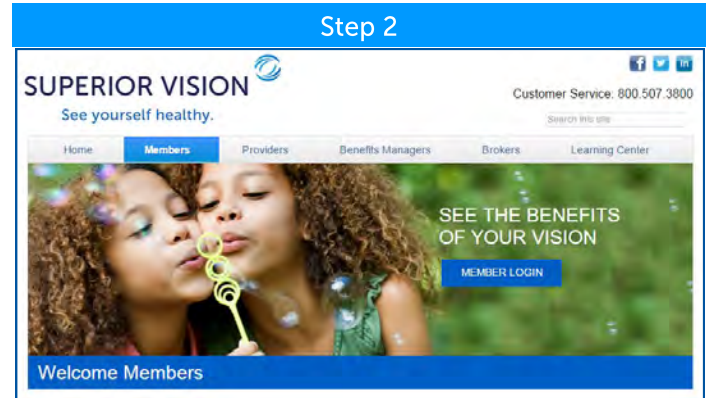 Step 2
SUPERIOR VISION
See yourself healthy.
f in
Customer Service: 800.507.3800
Search this site
Home Members Providers Benefits Managers Brokers Learning Center
SEE THE BENEFITS
OF YOUR VISION
MEMBER LOGIN
Welcome Members